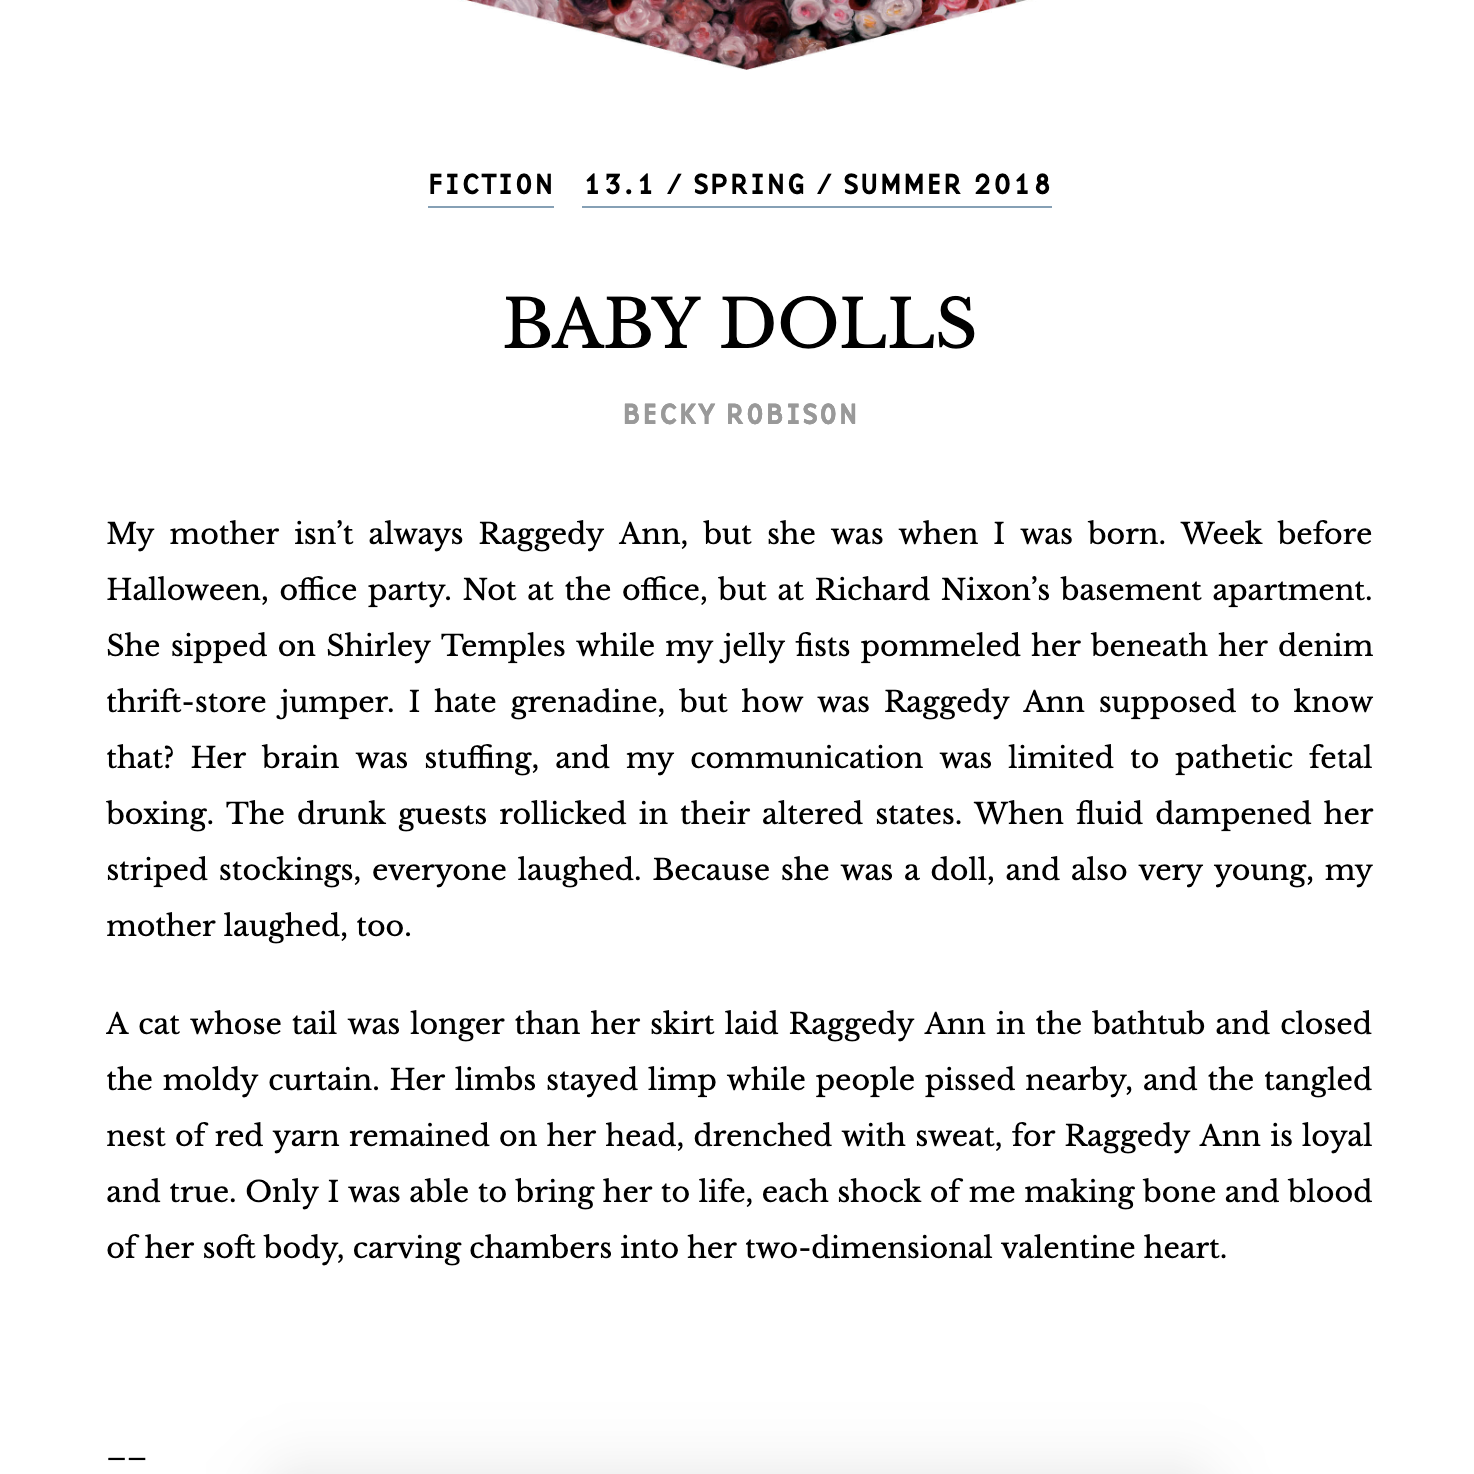 FICTION 13.1 / SPRING / SUMMER 2018
BABY DOLLS
BECKY ROBISON
My mother isn’t always Raggedy Ann, but she was when I was born. Week before
Halloween, office party. Not at the office, but at Richard Nixon’s basement apartment.
She sipped on Shirley Temples while my jelly fists pommeled her beneath her denim
thrift-store jumper. I hate grenadine, but how was Raggedy Ann supposed to know
that? Her brain was stuffing, and my communication was limited to pathetic fetal
boxing. The drunk guests rollicked in their altered states. When fluid dampened her
striped stockings, everyone laughed. Because she was a doll, and also very young, my
mother laughed, too.
A cat whose tail was longer than her skirt laid Raggedy Ann in the bathtub and closed
the moldy curtain. Her limbs stayed limp while people pissed nearby, and the tangled
nest of red yarn remained on her head, drenched with sweat, for Raggedy Ann is loyal
and true. Only I was able to bring her to life, each shock of me making bone and blood
of her soft body, carving chambers into her two-dimensional valentine heart.
––